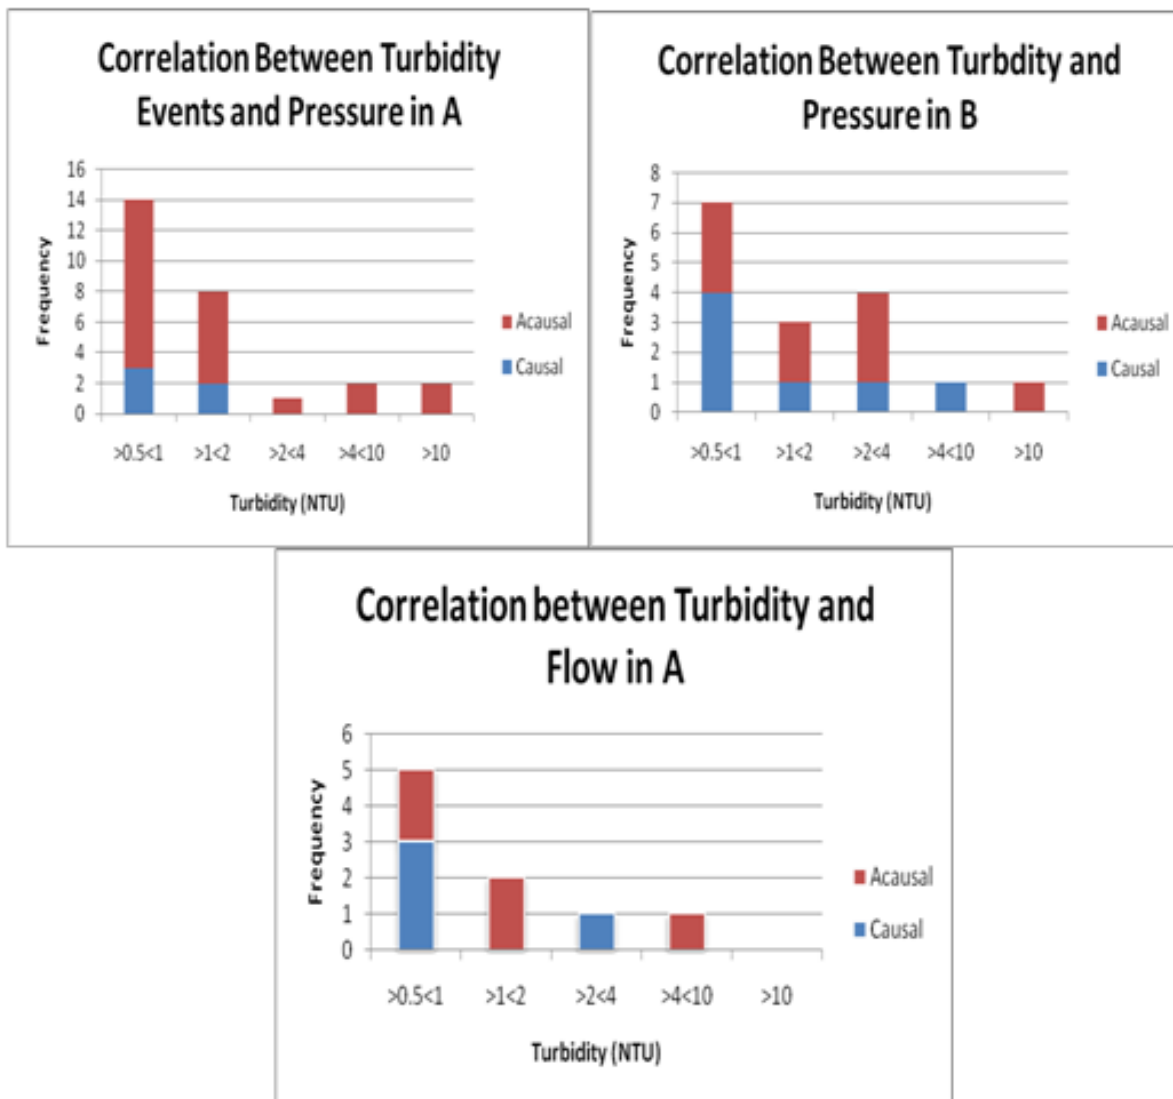 Correlation Between Turbidity
Events and Pressure in A
16
14
12
10
8
6
4
2
0
Frequency
>0.5<1 >1<2 >2<4 >4<10 >10
Turbidity (NTU)
Acausal
Causal
Correlation Between Turbdity and
Pressure in B
8
7
6
5
4
3
2
1
0
Frequency
>0.5<1 >1<2 >2<4 >4<10 >10
Turbidity (NTU)
Acausal
Causal
Correlation between Turbidity and
Flow in A
6
5
4
3
2
1
0
Frequency
>0.5<1 >1<2 >2<4 >4<10 >10
Turbidity (NTU)
Acausal
Causal